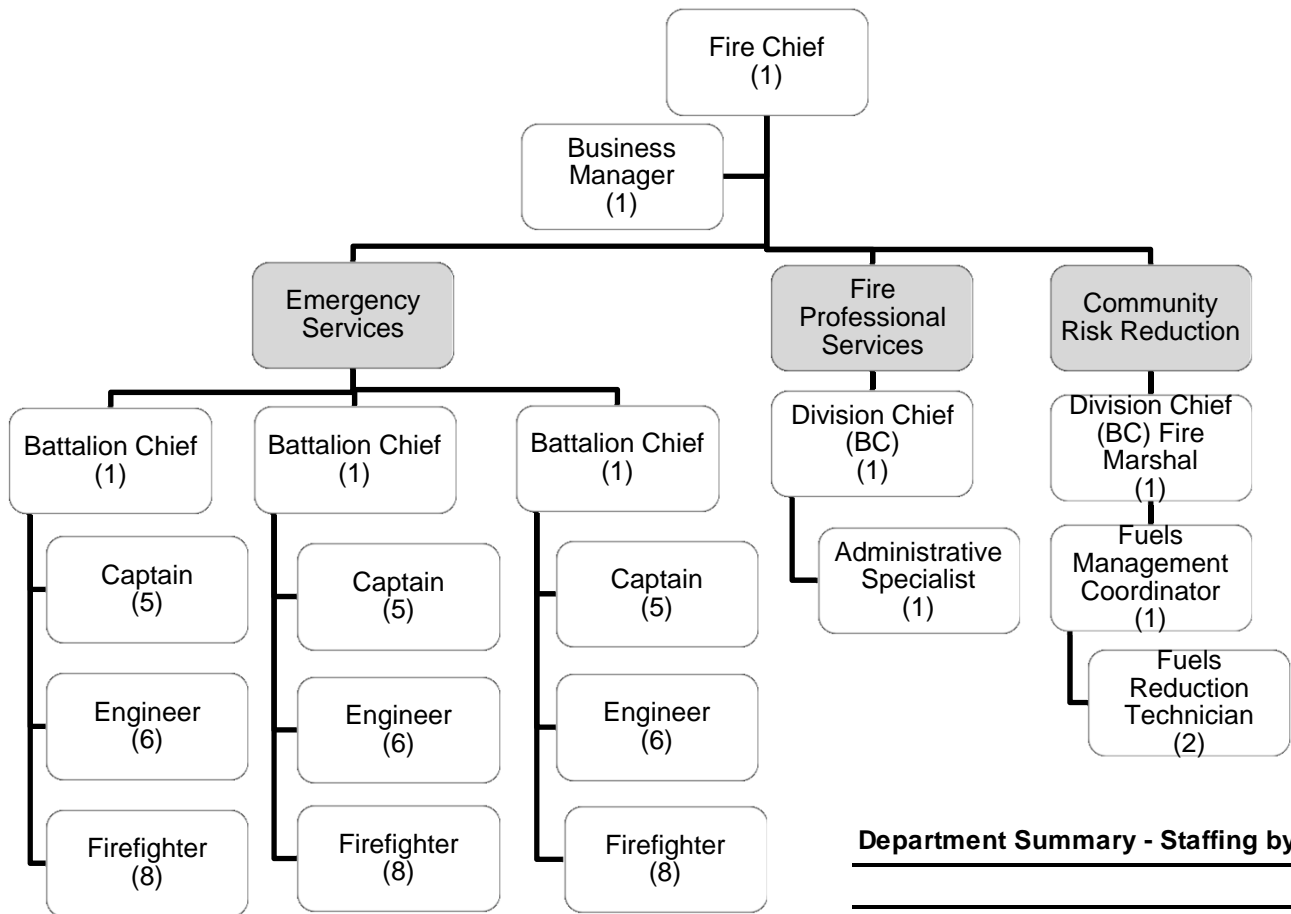 Fire Chief
(1)
Business
Manager
(1)
Emergency
Services
Fire
Professional
Services
Community
Risk Reduction
Battalion Chief
(1)
Captain
(5)
Engineer
(6)
Firefighter
(8)
Battalion Chief
(1)
Captain
(5)
Engineer
(6)
Firefighter
(8)
Battalion Chief
(1)
Captain
(5)
Engineer
(6)
Firefighter
(8)
Division Chief
(BC)
(1)
Administrative
Specialist
(1)
Division Chief
(BC) Fire
Marshal
(1)
Fuels
Management
Coordinator
(1)
Fuels
Reduction
Technician
(2)
Department Summary - Staffing by